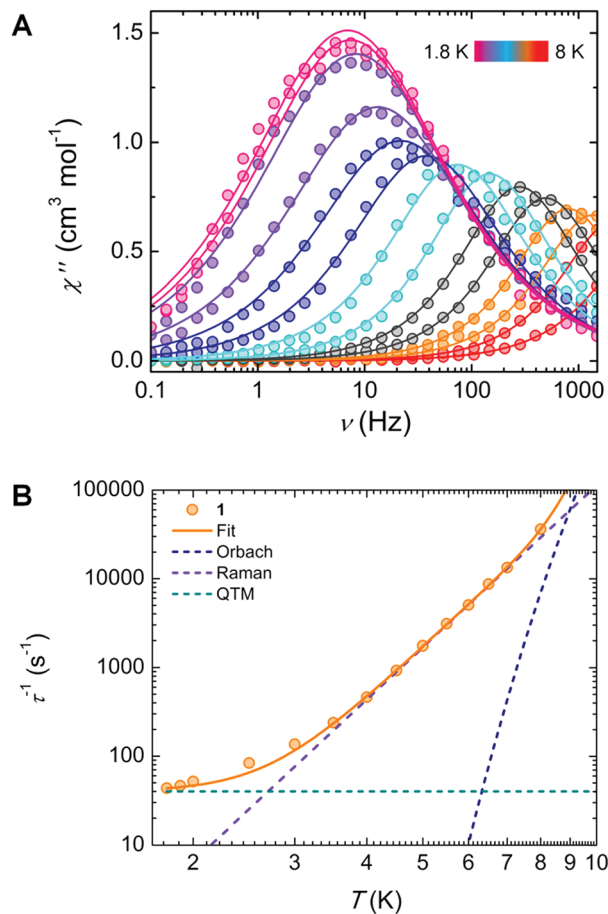 A
1.5
1.0
0.5
0.0
χ″ (cm³ mol⁻¹)
1.8 K
8 K
0.1
1
10
100
1000
ν (Hz)
B
100000
10000
1000
100
10
τ⁻¹ (s⁻¹)
1
Fit
Orbach
Raman
QTM
2
3
4
5
6
7
8
9
10
T (K)